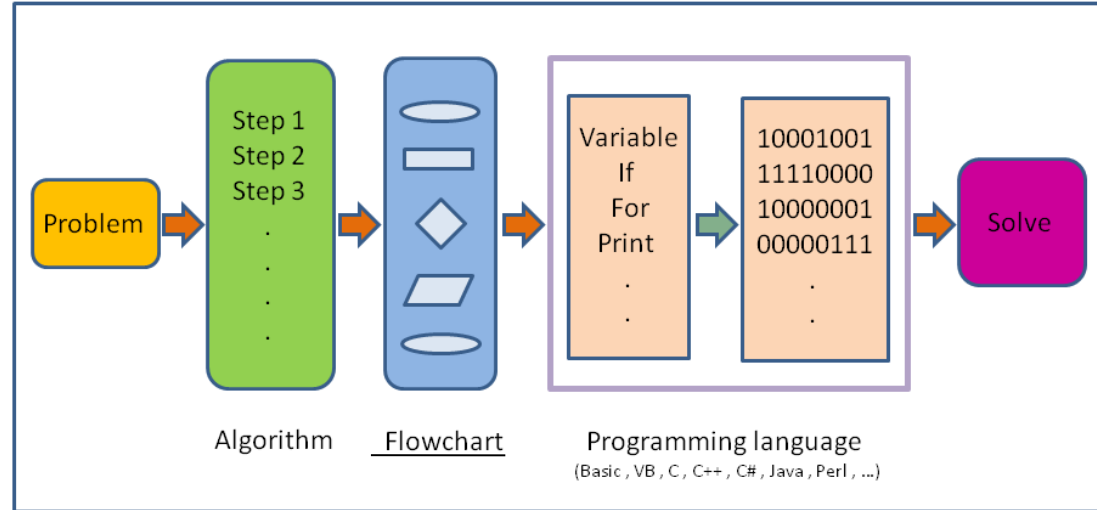 Problem
Step 1
Step 2
Step 3
.
.
.
.
Variable
If
For
Print
.
.
10001001
11110000
10000001
00000111
.
.
Solve
Algorithm
Flowchart
Programming language
(Basic , VB , C , C++ , C# , Java , Perl , ...)